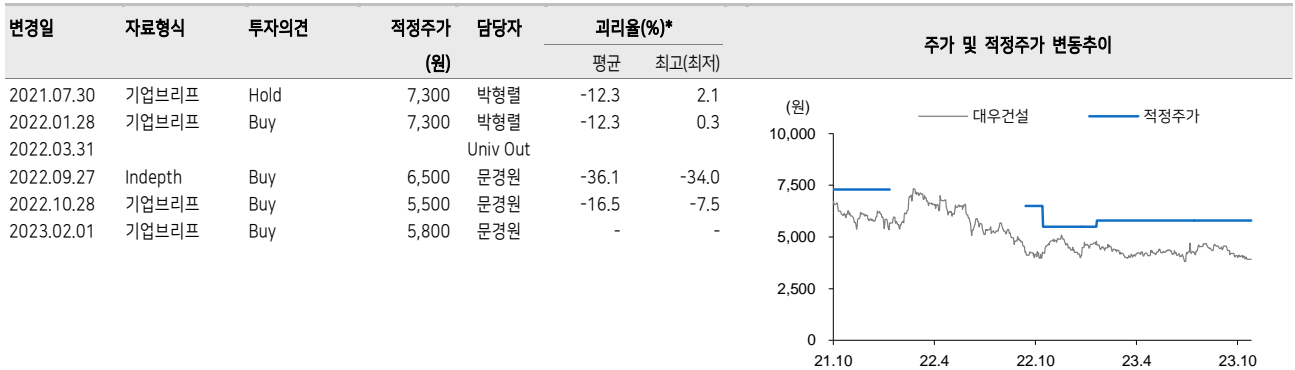 변경일 자료형식 투자의견 적정주가 담당자 괴리율(%)* 주가 및 적정주가 변동추이
(원) 평균 최고(최저)
2021.07.30 기업브리프 Hold 7,300 박형렬 -12.3 2.1
2022.01.28 기업브리프 Buy 7,300 박형렬 -12.3 0.3
2022.03.31 Univ Out
2022.09.27 Indepth Buy 6,500 문경원 -36.1 -34.0
2022.10.28 기업브리프 Buy 5,500 문경원 -16.5 -7.5
2023.02.01 기업브리프 Buy 5,800 문경원 - -
(원) 대우건설 적정주가
10,000
7,500
5,000
2,500
0
21.10 22.4 22.10 23.4 23.10